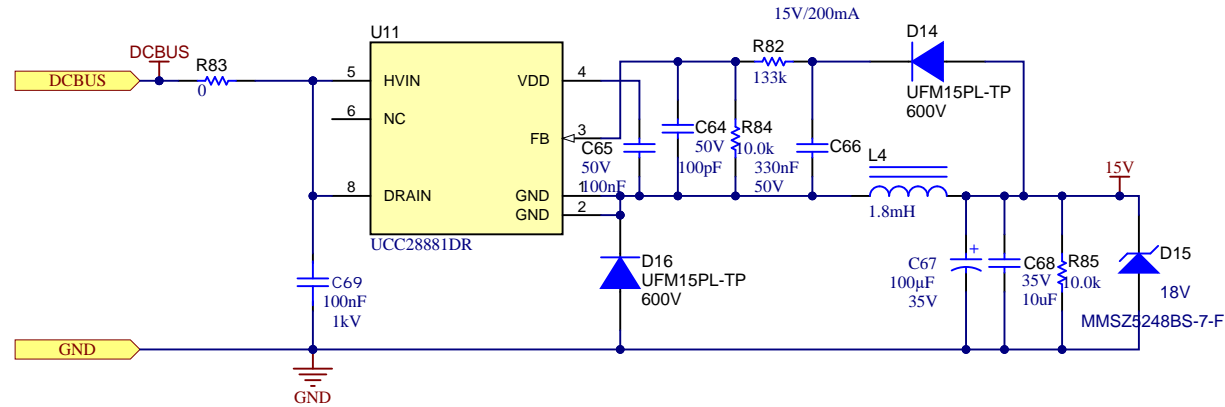 15V/200mA
U11
DCBUS
DCBUS
R83
0
5
HVIN
VDD
4
R82
133k
D14
UFM15PL-TP
600V
6
NC
FB
3
C65
50V
100nF
C64
50V
100pF
R84
10.0k
330nF
50V
C66
L4
1.8mH
8
DRAIN
GND
1
GND
2
15V
UCC28881DR
C69
100nF
1kV
D16
UFM15PL-TP
600V
C67
+
100µF
35V
C68
35V
10uF
R85
10.0k
D15
18V
MMSZ5248BS-7-F
GND
GND